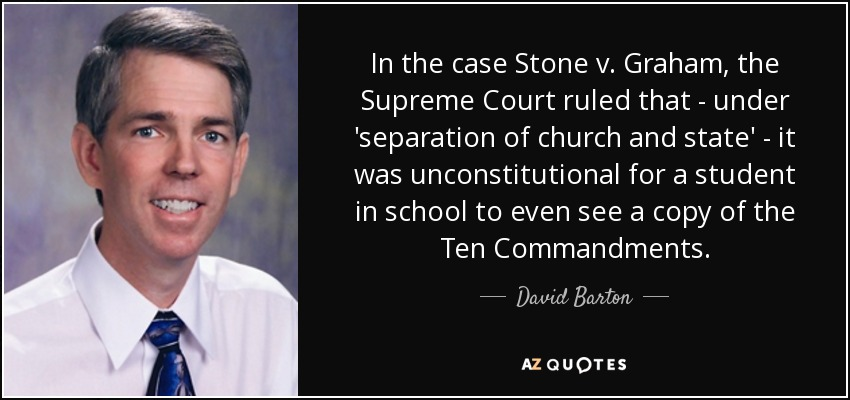 In the case Stone v. Graham, the
Supreme Court ruled that - under
'separation of church and state' - it
was unconstitutional for a student
in school to even see a copy of the
Ten Commandments.
David Barton
AZ QUOTES